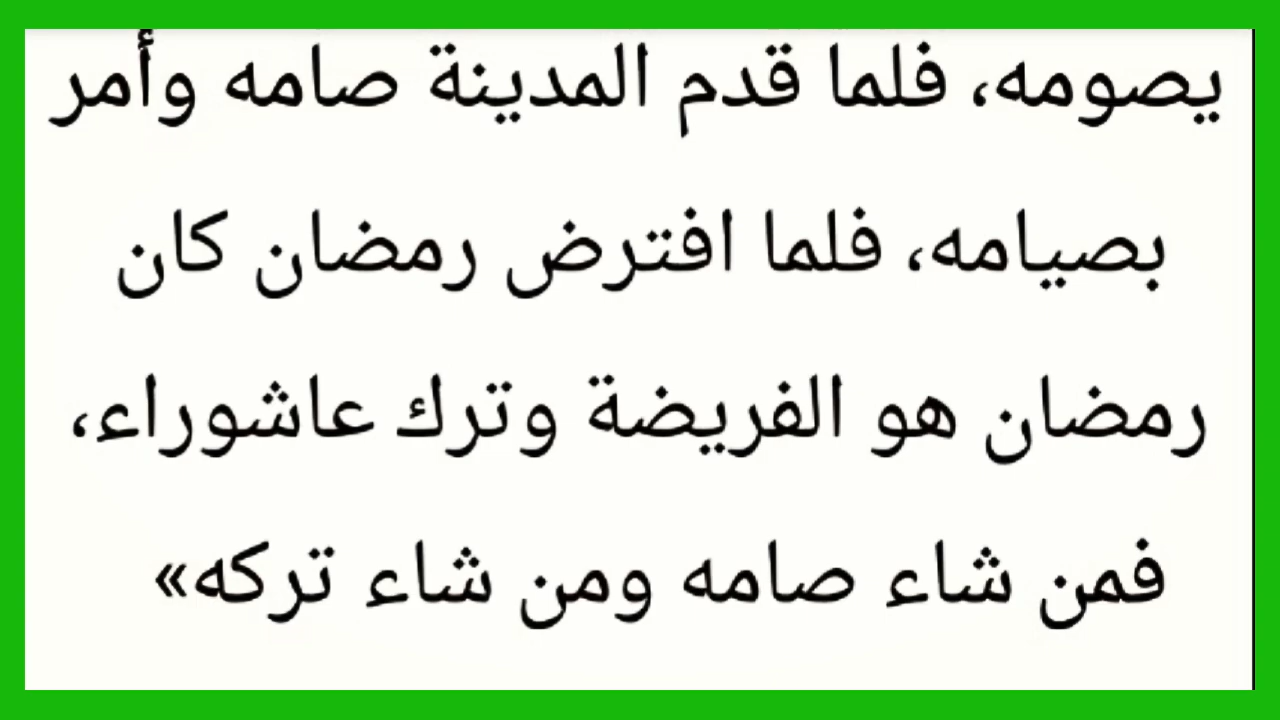 يصومه، فلما قدم المدينة صامه وأمر
بصيامه، فلما افترض رمضان كان
رمضان هو الفريضة وترك عاشوراء،
فمن شاء صامه ومن شاء تركه»